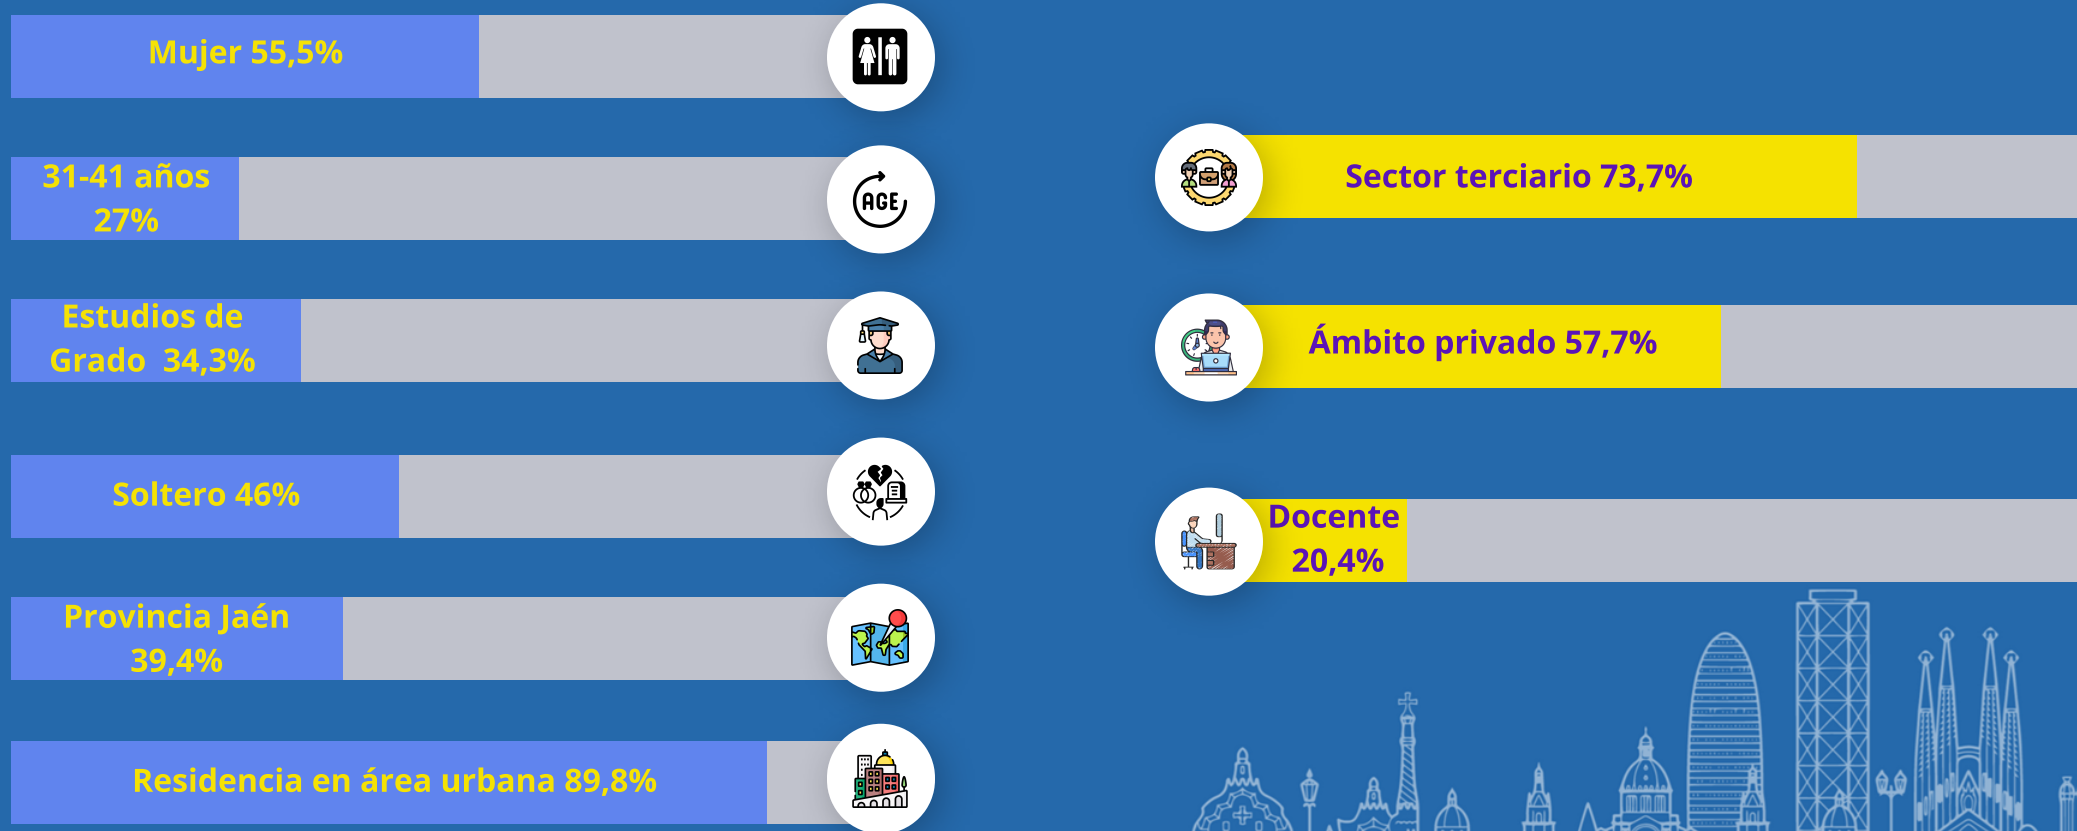 Mujer 55,5%
31-41 años
27%
AGE
Estudios de
Grado 34,3%
Soltero 46%
Provincia Jaén
39,4%
Residencia en área urbana 89,8%
Sector terciario 73,7%
Ámbito privado 57,7%
Docente
20,4%